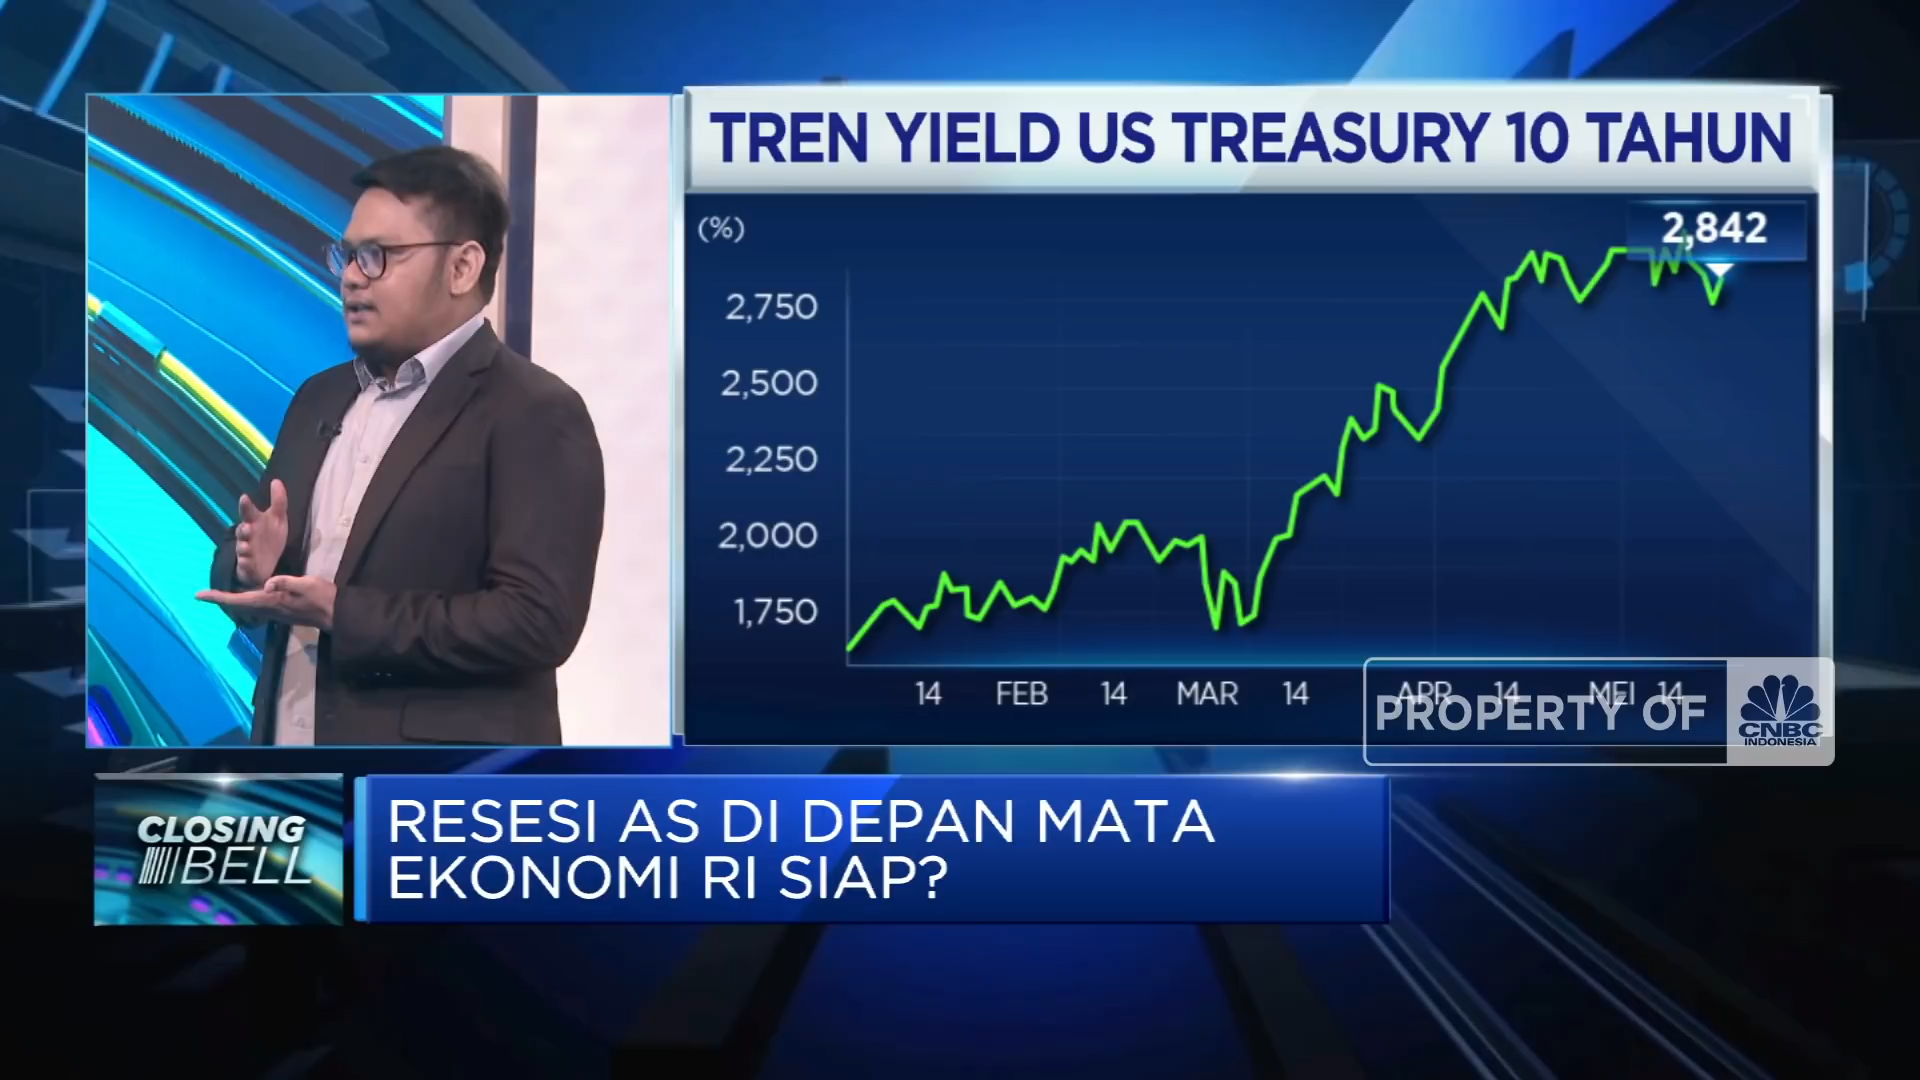 TREN YIELD US TREASURY 10 TAHUN
(%)
2,842
2,750
2,500
2,250
2,000
1,750
14 FEB 14 MAR 14 APR 14 MEI 14
PROPERTY OF CNBC INDONESIA
CLOSING BELL
RESESI AS DI DEPAN MATA
EKONOMI RI SIAP?